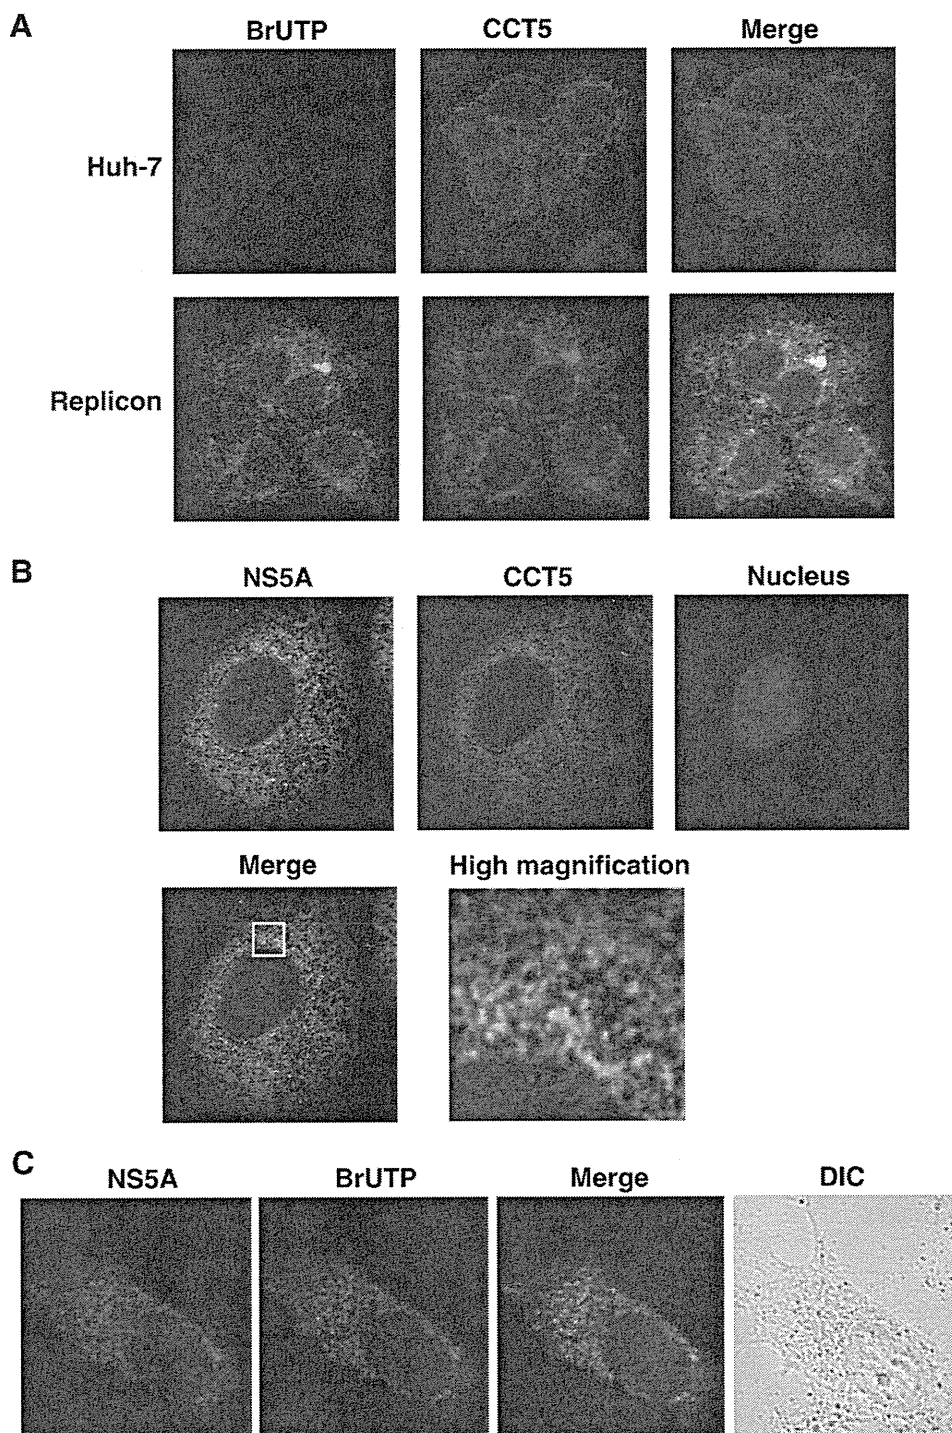 A
BrUTP CCT5 Merge
Huh-7
Replicon
B
NS5A CCT5 Nucleus
Merge High magnification
C
NS5A BrUTP Merge DIC